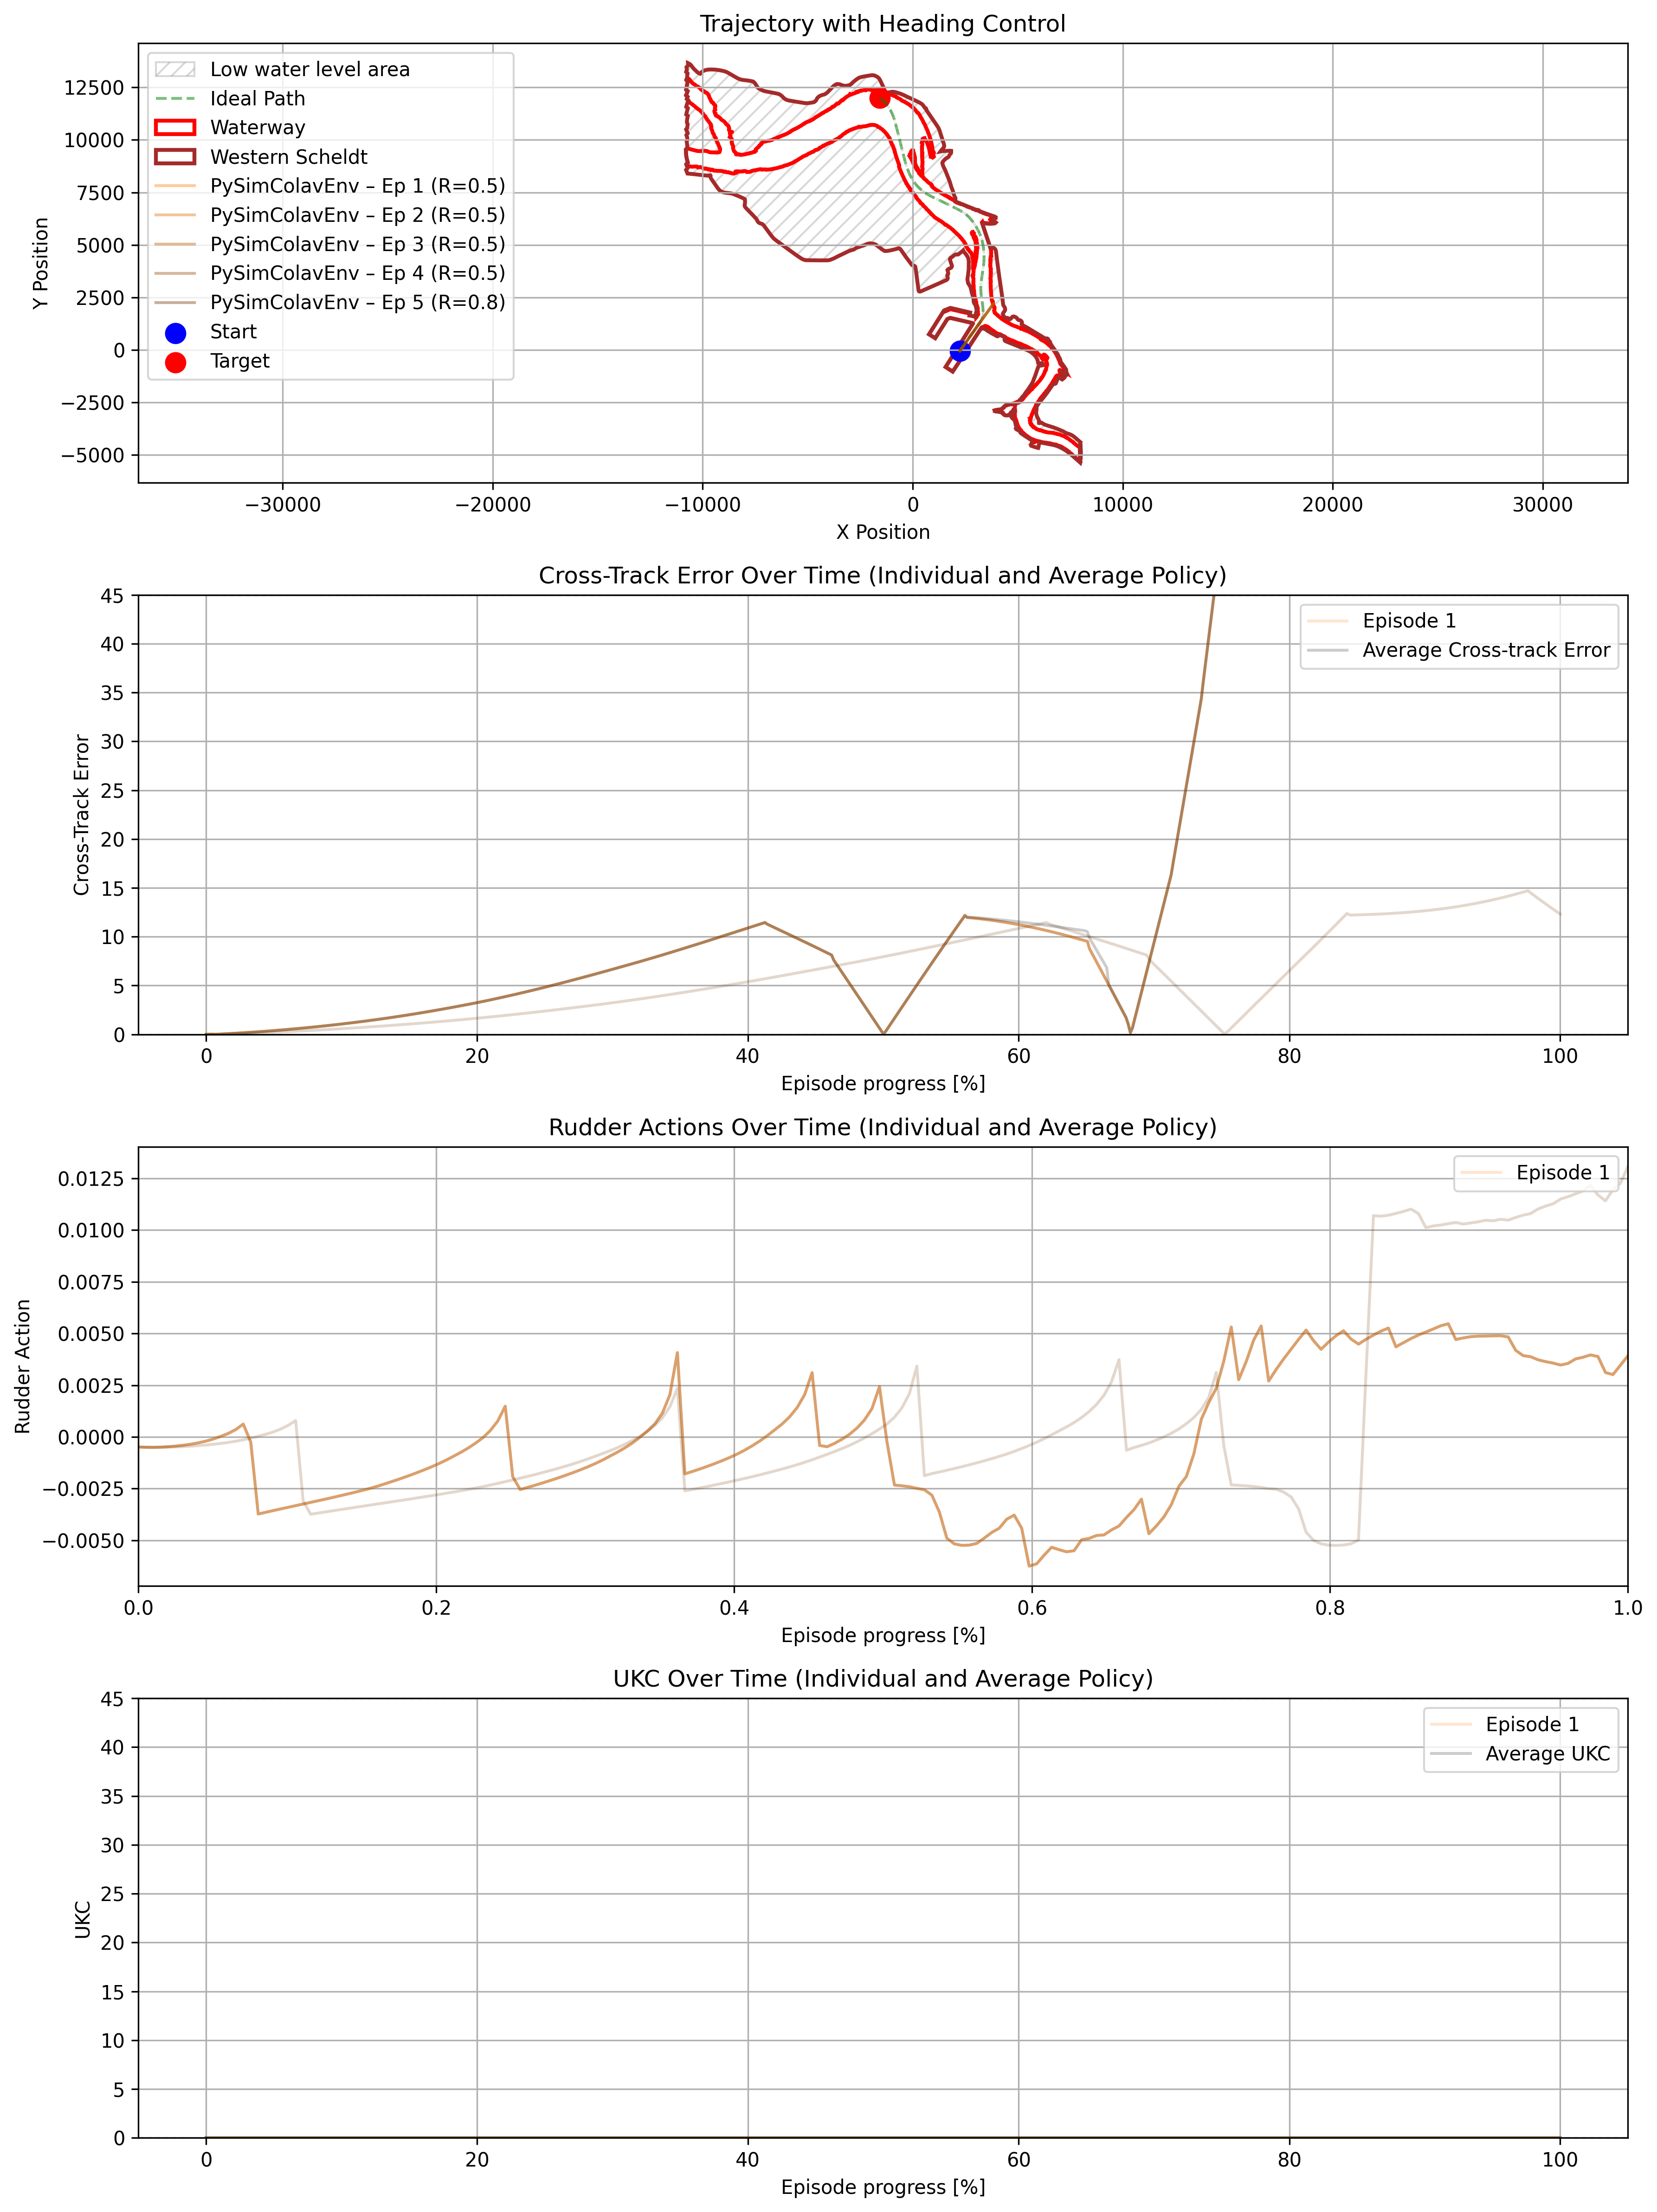 Trajectory with Heading Control
Low water level area
Ideal Path
Waterway
Western Scheldt
PySimColavEnv – Ep 1 (R=0.5)
PySimColavEnv – Ep 2 (R=0.5)
PySimColavEnv – Ep 3 (R=0.5)
PySimColavEnv – Ep 4 (R=0.5)
PySimColavEnv – Ep 5 (R=0.8)
Start
Target
Y Position
12500
10000
7500
5000
2500
0
−2500
−5000
−30000 −20000 −10000 0 10000 20000 30000
X Position
Cross-Track Error Over Time (Individual and Average Policy)
Episode 1
Average Cross-track Error
Cross-Track Error
45
40
35
30
25
20
15
10
5
0
0 20 40 60 80 100
Episode progress [%]
Rudder Actions Over Time (Individual and Average Policy)
Episode 1
Rudder Action
0.0125
0.0100
0.0075
0.0050
0.0025
0.0000
−0.0025
−0.0050
0.0 0.2 0.4 0.6 0.8 1.0
Episode progress [%]
UKC Over Time (Individual and Average Policy)
Episode 1
Average UKC
UKC
45
40
35
30
25
20
15
10
5
0
0 20 40 60 80 100
Episode progress [%]